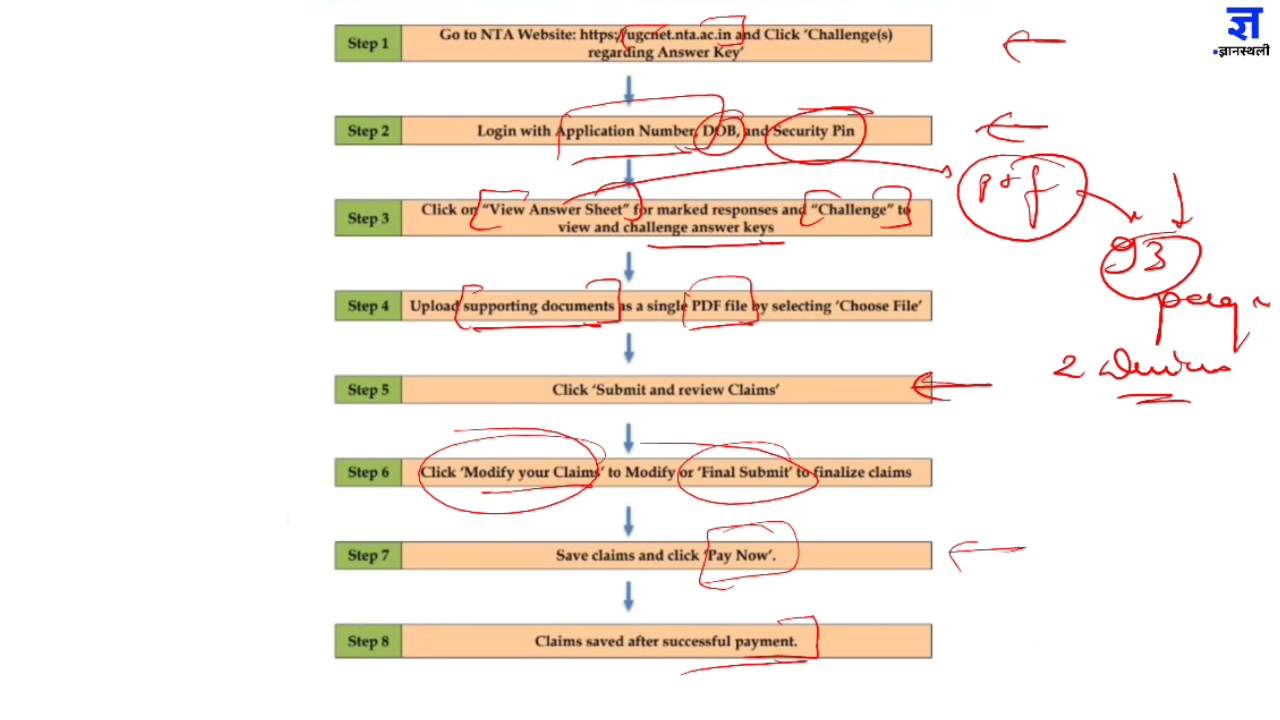 ज्ञ
ज्ञानस्थली
Step 1
Go to NTA Website: https://ugcnet.nta.ac.in and Click ‘Challenge(s)
regarding Answer Key’
Step 2
Login with Application Number, DOB, and Security Pin
Step 3
Click on “View Answer Sheet” for marked responses and “Challenge” to
view and challenge answer keys
Step 4
Upload supporting documents as a single PDF file by selecting ‘Choose File’
Step 5
Click ‘Submit and review Claims’
Step 6
Click ‘Modify your Claims’ to Modify or ‘Final Submit’ to finalize claims
Step 7
Save claims and click ‘Pay Now’.
Step 8
Claims saved after successful payment.
pdf
93
2